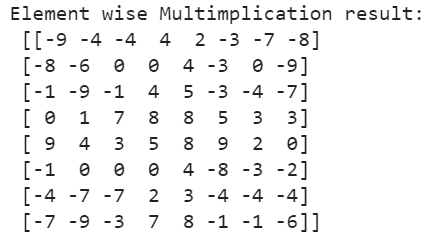 Element wise Multimplication result:
[[-9 -4 -4  4  2 -3 -7 -8]
[-8 -6  0  0  4 -3  0 -9]
[-1 -9 -1  4  5 -3 -4 -7]
[ 0  1  7  8  8  5  3  3]
[ 9  4  3  5  8  9  2  0]
[-1  0  0  0  4 -8 -3 -2]
[-4 -7 -7  2  3 -4 -4 -4]
[-7 -9 -3  7  8 -1 -1 -6]]